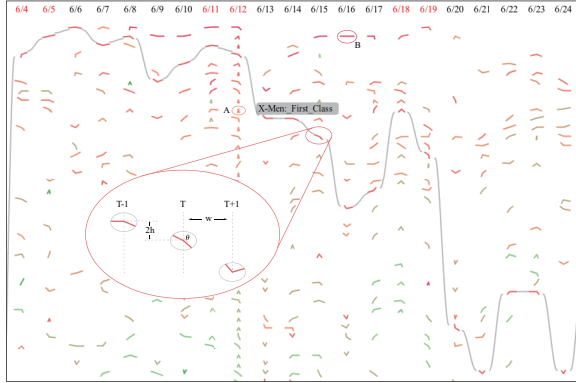 6/4 6/5 6/6 6/7 6/8 6/9 6/10 6/11 6/12 6/13 6/14 6/15 6/16 6/17 6/18 6/19 6/20 6/21 6/22 6/23 6/24
B
A X-Men:_First_Class
T-1 T T+1
2h w
θ